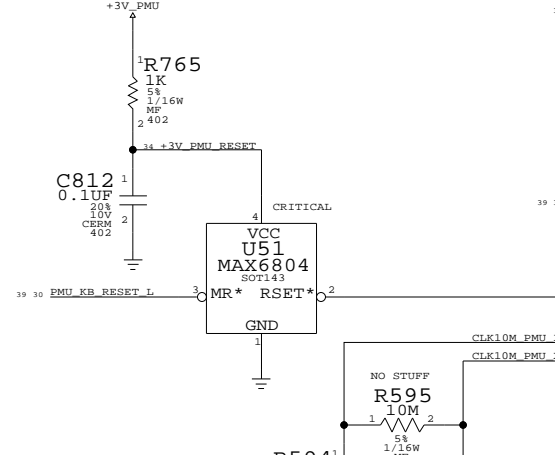 +3V_PMU
1
R765
1K
5%
1/16W
MF
402
2
34 +3V_PMU_RESET
C812
1
0.1UF
20%
10V
CERM
402
2
CRITICAL
4
VCC
U51
MAX6804
SOT143
39 30 PMU_KB_RESET_L
3
MR* RSET*
2
GND
1
39
CLK10M_PMU_
CLK10M_PMU_
NO STUFF
R595
10M
1 2
5%
1/16W